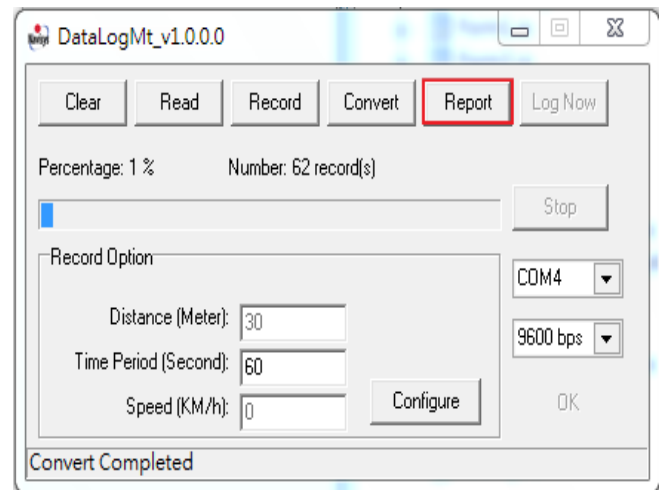 DataLogMt_v1.0.0.0
Clear Read Record Convert Report Log Now
Percentage: 1 % Number: 62 record(s)
Stop
Record Option
COM4
Distance (Meter): 30
9600 bps
Time Period (Second): 60
Speed (KM/h): 0
Configure
OK
Convert Completed